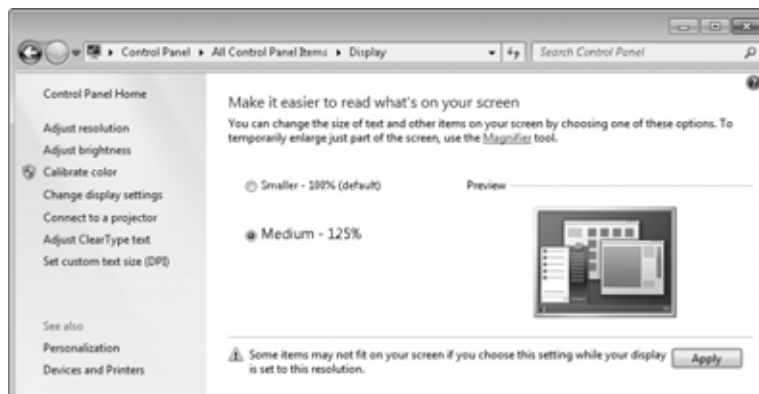 Control Panel ▸ All Control Panel Items ▸ Display
Search Control Panel
Control Panel Home
Adjust resolution
Adjust brightness
Calibrate color
Change display settings
Connect to a projector
Adjust ClearType text
Set custom text size (DPI)
See also
Personalization
Devices and Printers
Make it easier to read what's on your screen
You can change the size of text and other items on your screen by choosing one of these options. To
temporarily enlarge just part of the screen, use the Magnifier tool.
Smaller - 100% (default)
Preview
Medium - 125%
Some items may not fit on your screen if you choose this setting while your display
is set to this resolution.
Apply